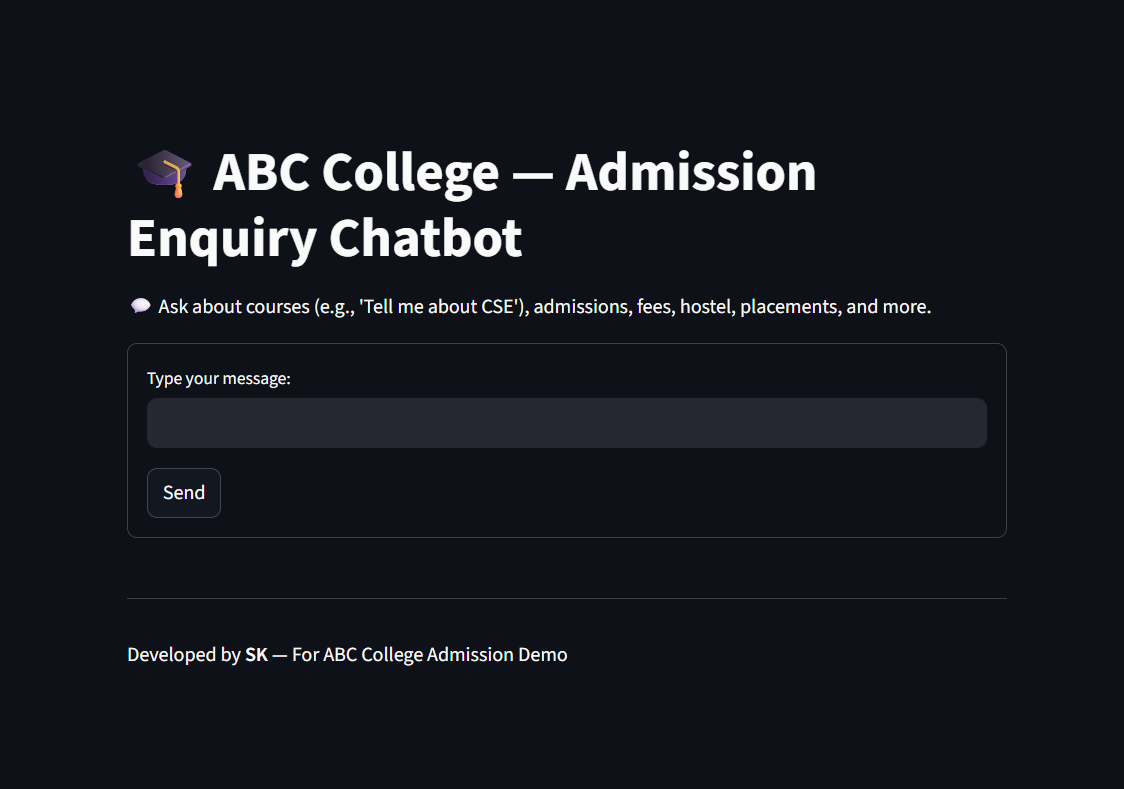 🎓 ABC College — Admission
Enquiry Chatbot
💬 Ask about courses (e.g., 'Tell me about CSE'), admissions, fees, hostel, placements, and more.
Type your message:
Send
Developed by SK — For ABC College Admission Demo